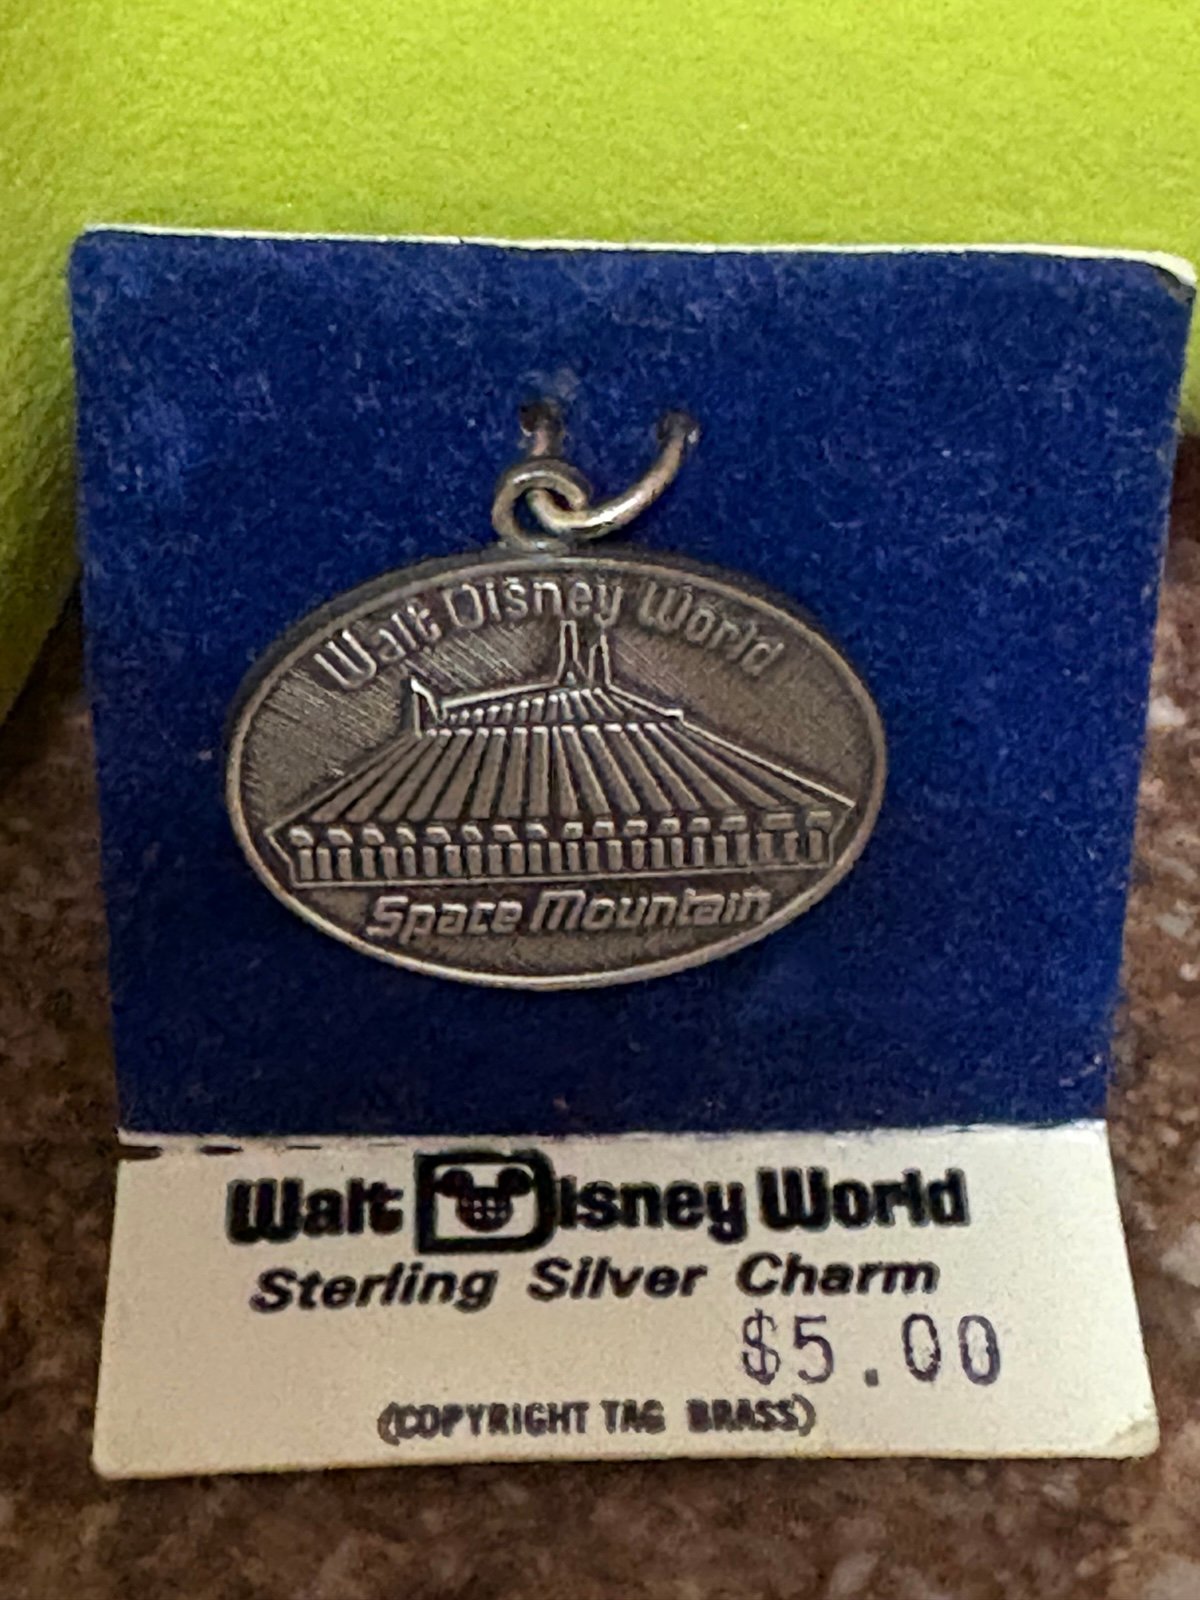 Walt Disney World
Space Mountain
Walt Disney World
Sterling Silver Charm
$5.00
(COPYRIGHT TAG BRASS)